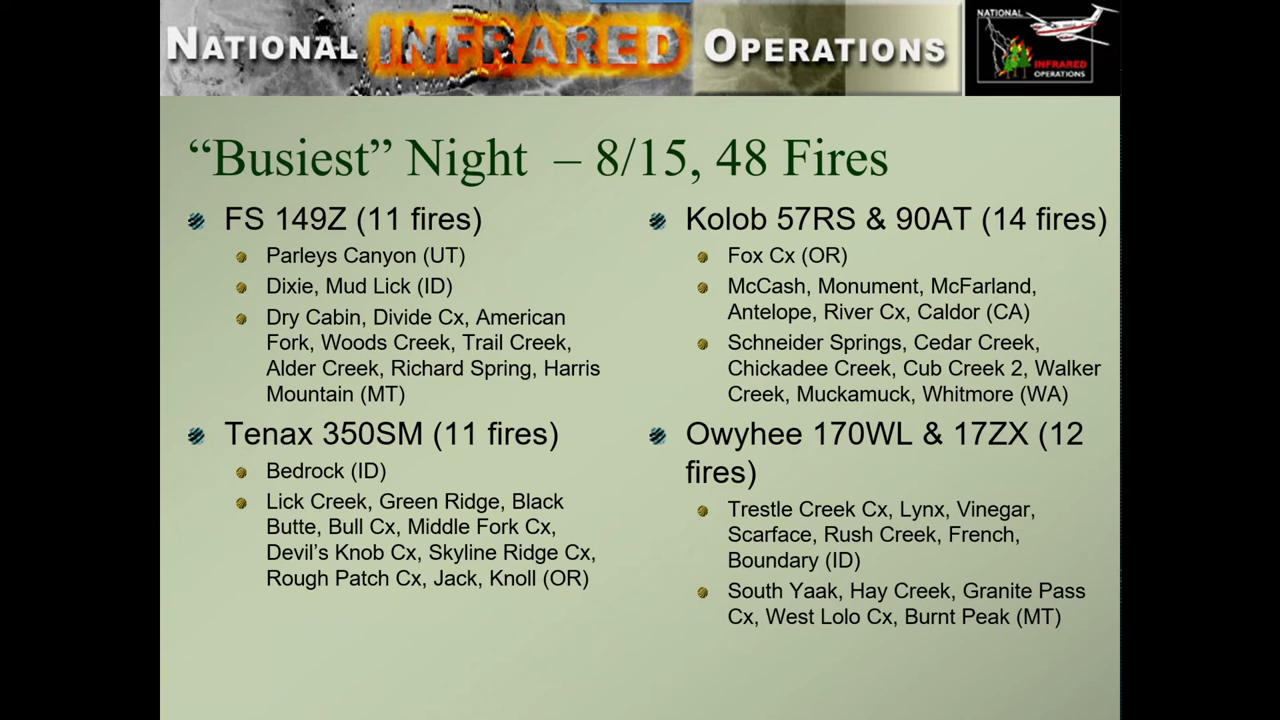 NATIONAL INFRARED OPERATIONS
NATIONAL
INFRARED
OPERATIONS
“Busiest” Night – 8/15, 48 Fires
FS 149Z (11 fires)
Parleys Canyon (UT)
Dixie, Mud Lick (ID)
Dry Cabin, Divide Cx, American
Fork, Woods Creek, Trail Creek,
Alder Creek, Richard Spring, Harris
Mountain (MT)
Tenax 350SM (11 fires)
Bedrock (ID)
Lick Creek, Green Ridge, Black
Butte, Bull Cx, Middle Fork Cx,
Devil’s Knob Cx, Skyline Ridge Cx,
Rough Patch Cx, Jack, Knoll (OR)
Kolob 57RS & 90AT (14 fires)
Fox Cx (OR)
McCash, Monument, McFarland,
Antelope, River Cx, Caldor (CA)
Schneider Springs, Cedar Creek,
Chickadee Creek, Cub Creek 2, Walker
Creek, Muckamuck, Whitmore (WA)
Owyhee 170WL & 17ZX (12
fires)
Trestle Creek Cx, Lynx, Vinegar,
Scarface, Rush Creek, French,
Boundary (ID)
South Yaak, Hay Creek, Granite Pass
Cx, West Lolo Cx, Burnt Peak (MT)